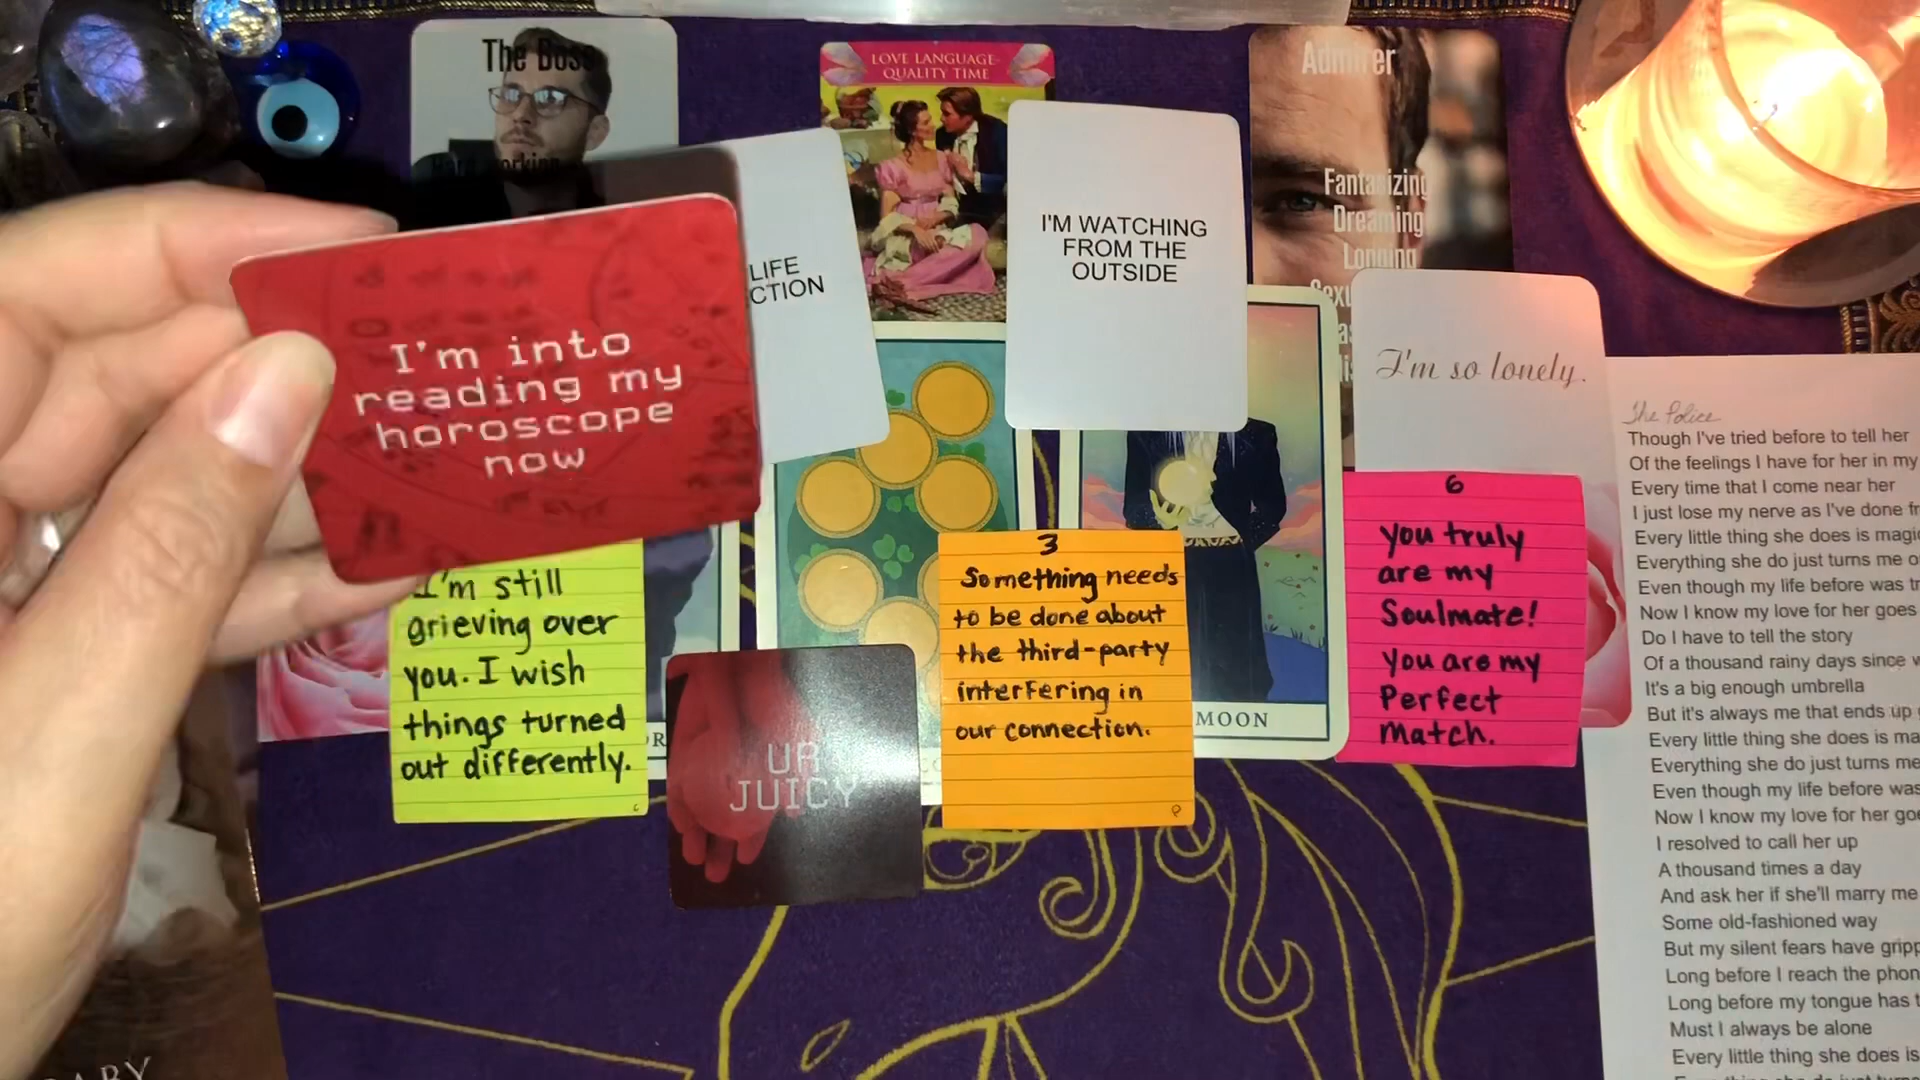 The Boss
LOVE LANGUAGE-
QUALITY TIME
Admirer
Fantasizing
Dreaming
Longing
I'm into
reading my
horoscope
now
LIFE
CTION
I'M WATCHING
FROM THE
OUTSIDE
I'm so lonely.
I'm still
grieving over
you. I wish
things turned
out differently.
UR
JUICY
3
Something needs
to be done about
the third-party
interfering in
our connection.
MOON
6
You truly
are my
Soulmate!
You are my
Perfect
Match.
The Police
Though I've tried before to tell her
Of the feelings I have for her in my
Every time that I come near her
I just lose my nerve as I've done fr
Every little thing she does is magic
Everything she do just turns me o
Even though my life before was tr
Now I know my love for her goes
Do I have to tell the story
Of a thousand rainy days since w
It's a big enough umbrella
But it's always me that ends up
Every little thing she does is ma
Everything she do just turns me
Even though my life before was
Now I know my love for her goe
I resolved to call her up
A thousand times a day
And ask her if she'll marry me
Some old-fashioned way
But my silent fears have gripp
Long before I reach the phon
Long before my tongue has t
Must I always be alone
Every little thing she does is